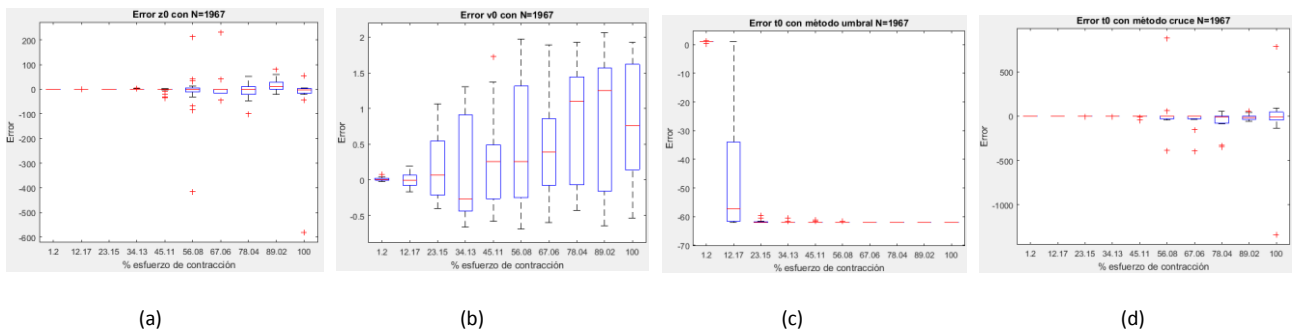 Error z0 con N=1967
200
100
0
-100
-200
-300
-400
-500
-600
Error
1.2 12.17 23.15 34.13 45.11 56.08 67.06 78.04 89.02 100
% esfuerzo de contracción
(a)
Error v0 con N=1967
2
1.5
1
0.5
0
-0.5
Error
1.2 12.17 23.15 34.13 45.11 56.08 67.06 78.04 89.02 100
% esfuerzo de contracción
(b)
Error t0 con método umbral N=1967
0
-10
-20
-30
-40
-50
-60
-70
Error
1.2 12.17 23.15 34.13 45.11 56.08 67.06 78.04 89.02 100
% esfuerzo de contracción
(c)
Error t0 con método cruce N=1967
500
0
-500
-1000
Error
1.2 12.17 23.15 34.13 45.11 56.08 67.06 78.04 89.02 100
% esfuerzo de contracción
(d)